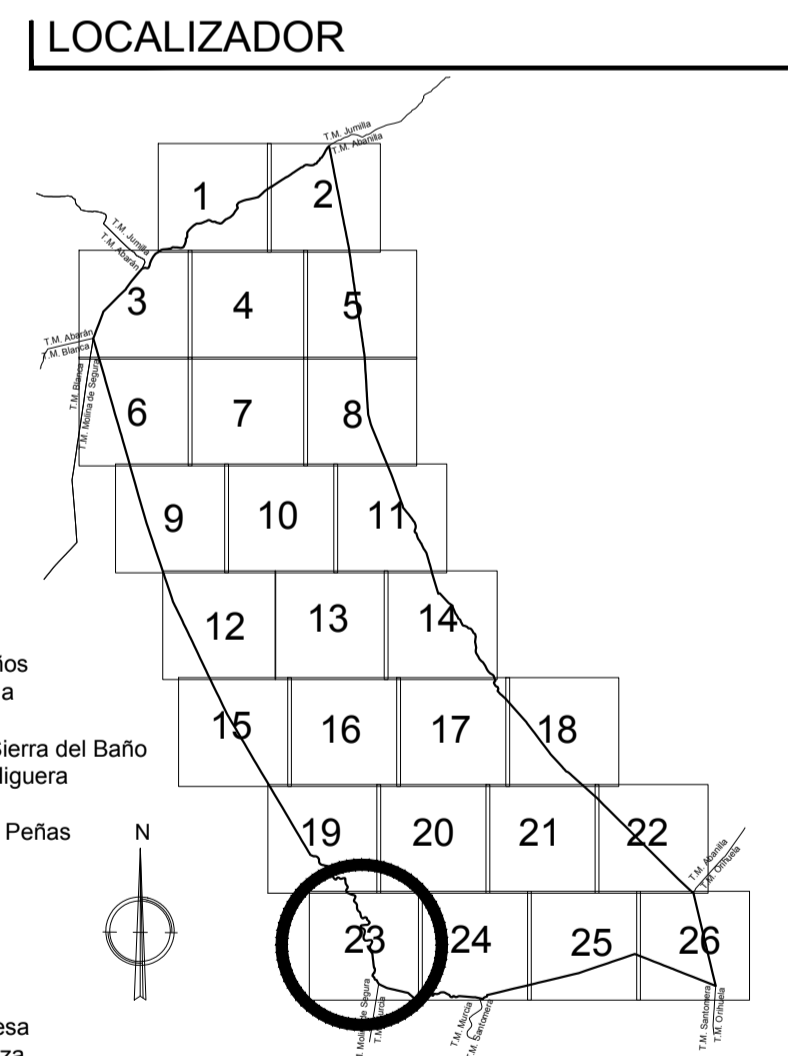 LOCALIZADOR
T.M. Jumilla
T.M. Abanilla
1
2
T.M. Jumilla
T.M. Abarán
3
4
5
T.M. Abarán
T.M. Blanca
T.M. Blanca
T.M. Molina de Segura
6
7
8
9
10
11
12
13
14
ños
a
15
16
17
18
Sierra del Baño
Higuera
Peñas
N
19
20
21
22
T.M. Abanilla
T.M. Orihuela
23
24
25
26
Molina de Segura
T.M. Murcia
T.M. Murcia
T.M. Santomera
T.M. Santomera
T.M. Orihuela
esa
za